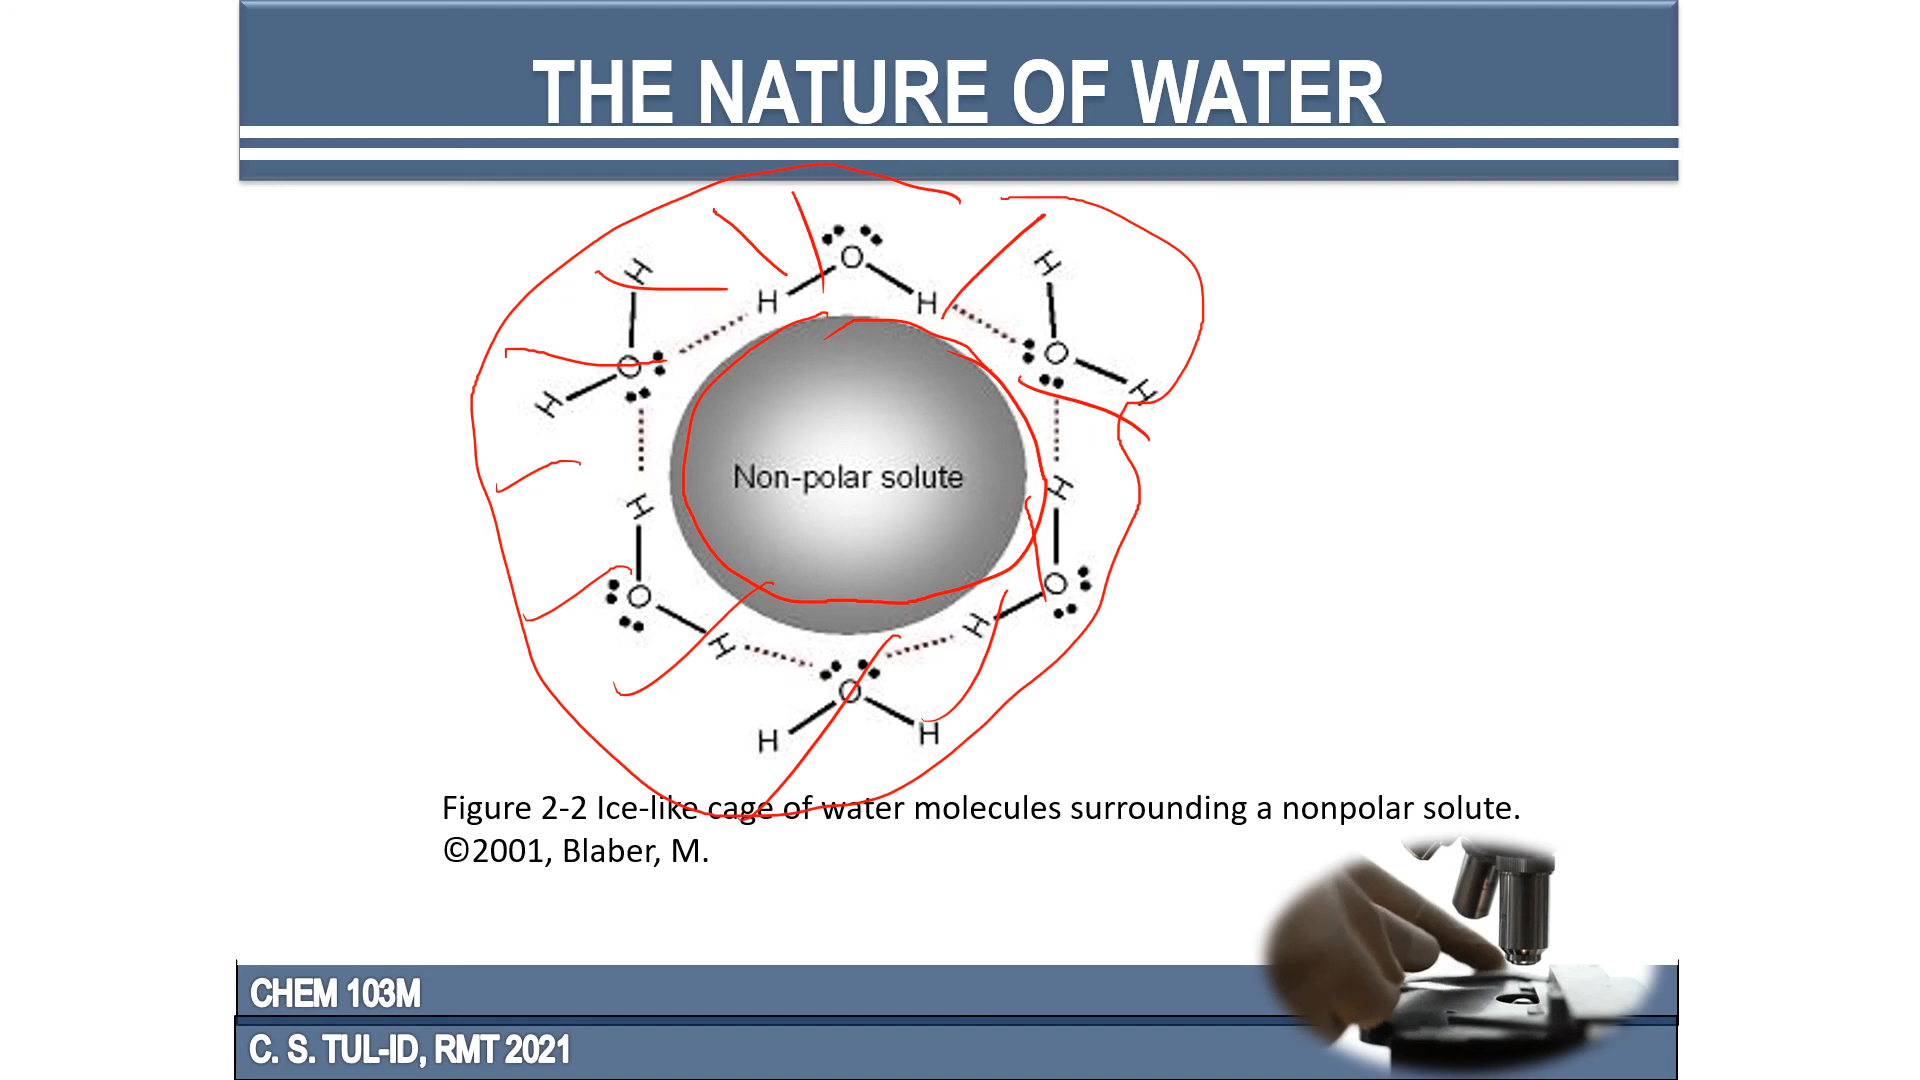 THE NATURE OF WATER
O
H
H
H
O
H
H
O
H
Non-polar solute
H
O
H
H
O
H
O
H
H
Figure 2-2 Ice-like cage of water molecules surrounding a nonpolar solute.
©2001, Blaber, M.
CHEM 103M
C. S. TUL-ID, RMT 2021